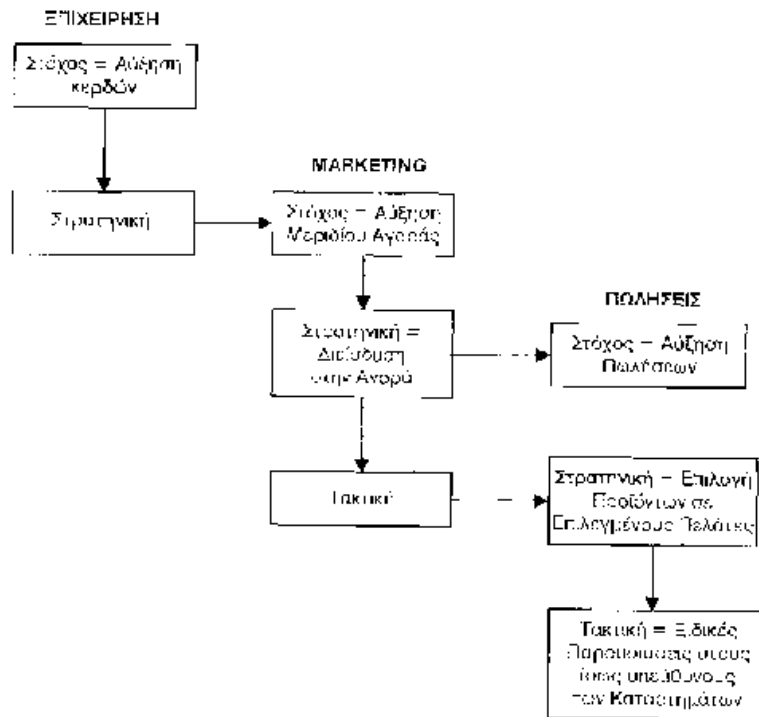 ΕΠΙΧΕΙΡΗΣΗ
Στόχος = Αύξηση
κερδών
MARKETING
Στρατηγική
Στόχος = Αύξηση
Μεριδίου Αγοράς
ΠΩΛΗΣΕΙΣ
Στρατηγική =
Διείσδυση
στην Αγορά
Στόχος = Αύξηση
Πωλήσεων
Τακτική
Στρατηγική = Επιλογή
Προϊόντων σε
Επιλεγμένους Πελάτες
Τακτική = Ειδικές
Παρουσιάσεις στους
υπεύθυνους
των Καταστημάτων